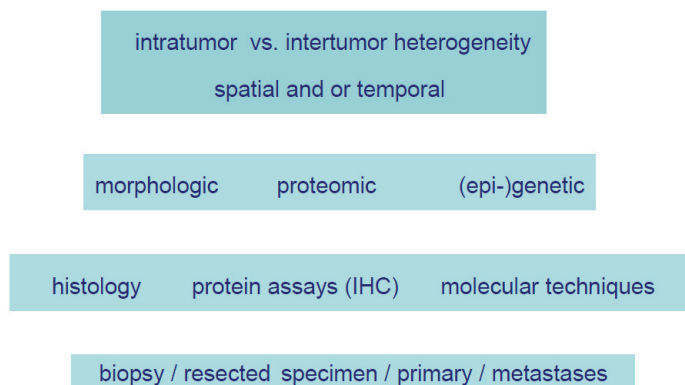 intratumor vs. intertumor heterogeneity
spatial and or temporal
morphologic proteomic (epi-)genetic
histology protein assays (IHC) molecular techniques
biopsy / resected specimen / primary / metastases